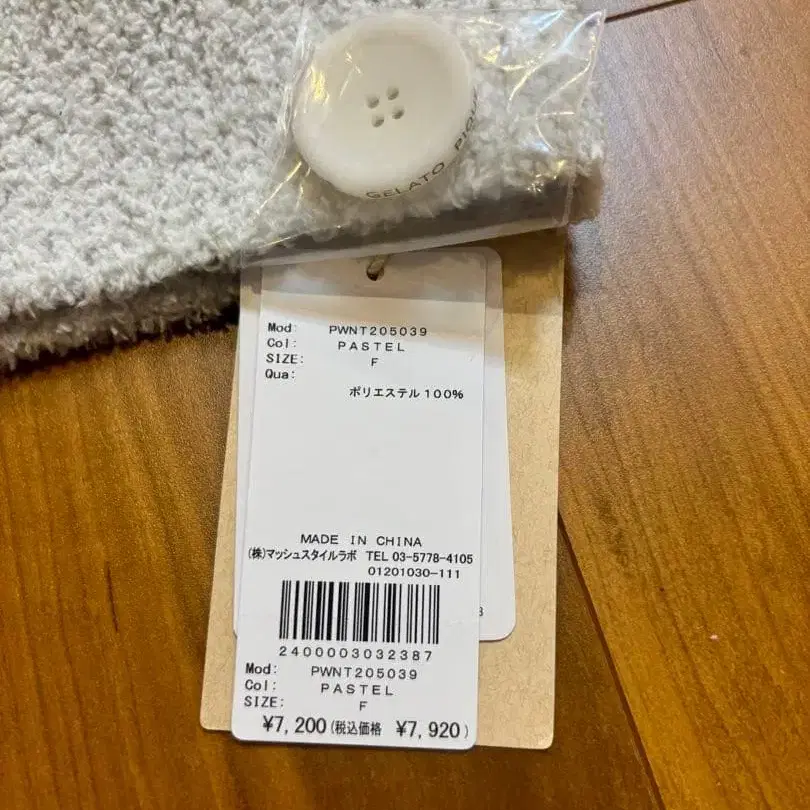 GELATO PIQU
Mod: PWNT205039
Col: PASTEL
SIZE: F
Qua:
ポリエステル100%
MADE IN CHINA
(株)マッシュスタイルラボ TEL 03-5778-4105
01201030-111
2400003032387
Mod: PWNT205039
Col: PASTEL
SIZE: F
¥7,200(税込価格 ¥7,920)